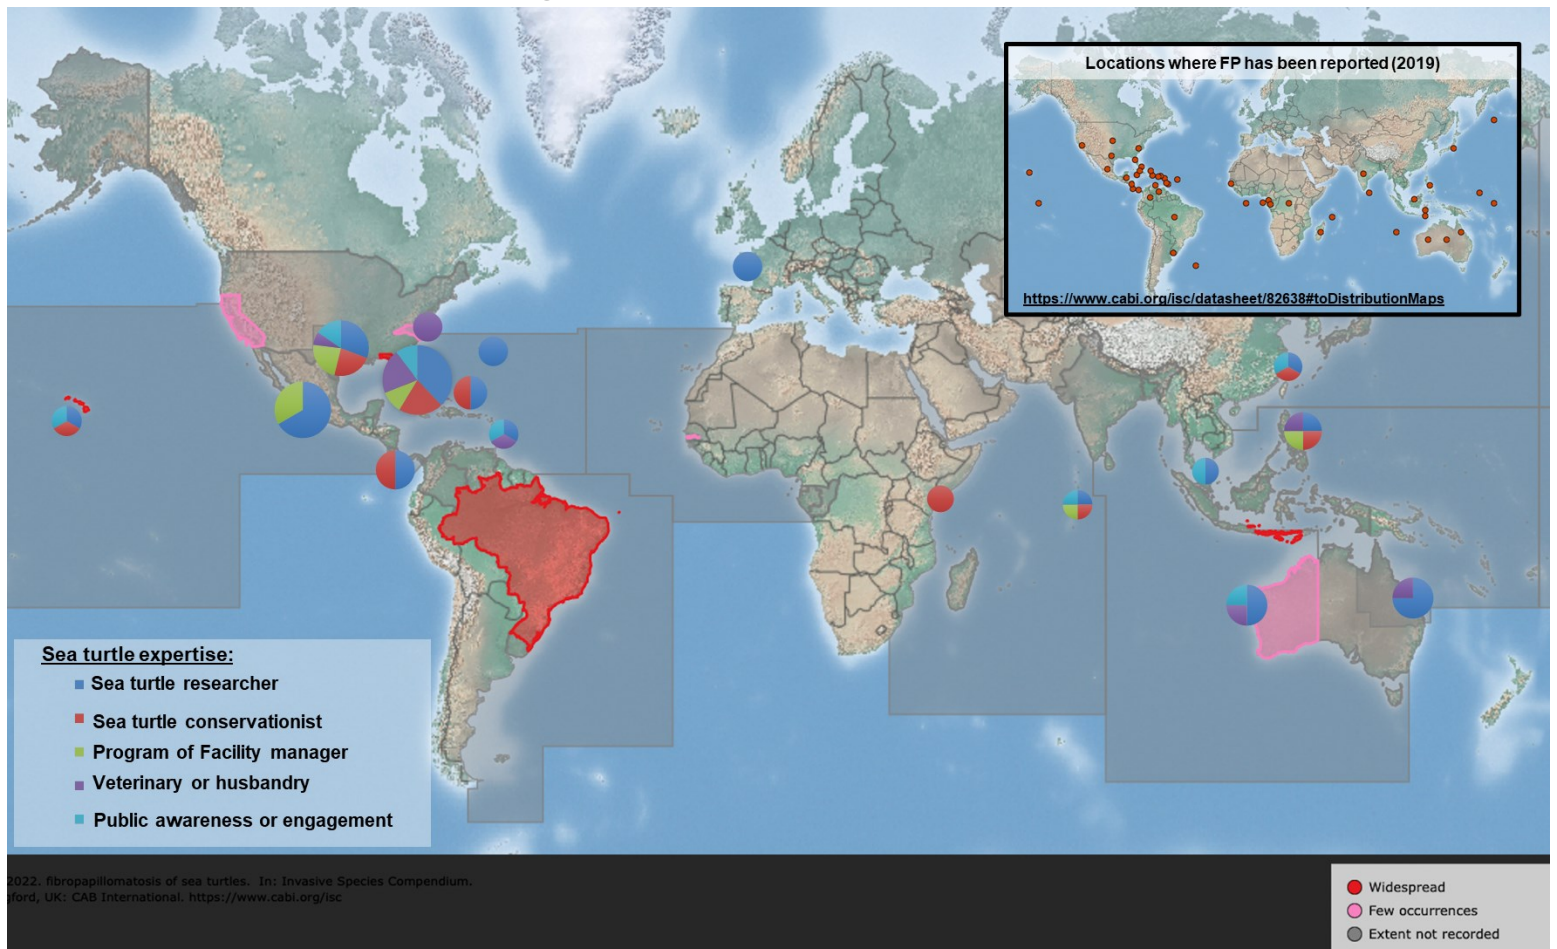 Locations where FP has been reported (2019)
https://www.cabi.org/isc/datasheet/82638#toDistributionMaps
Sea turtle expertise:
Sea turtle researcher
Sea turtle conservationist
Program of Facility manager
Veterinary or husbandry
Public awareness or engagement
2022. fibropapillomatosis of sea turtles. In: Invasive Species Compendium.
gford, UK: CAB International. https://www.cabi.org/isc
Widespread
Few occurrences
Extent not recorded